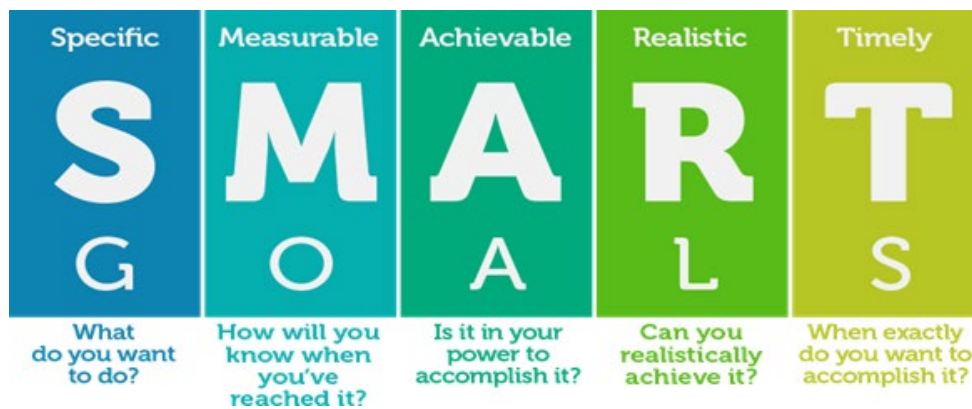 Specific
S
G
What
do you want
to do?
Measurable
M
O
How will you
know when
you've
reached it?
Achievable
A
A
Is it in your
power to
accomplish it?
Realistic
R
L
Can you
realistically
achieve it?
Timely
T
S
When exactly
do you want to
accomplish it?